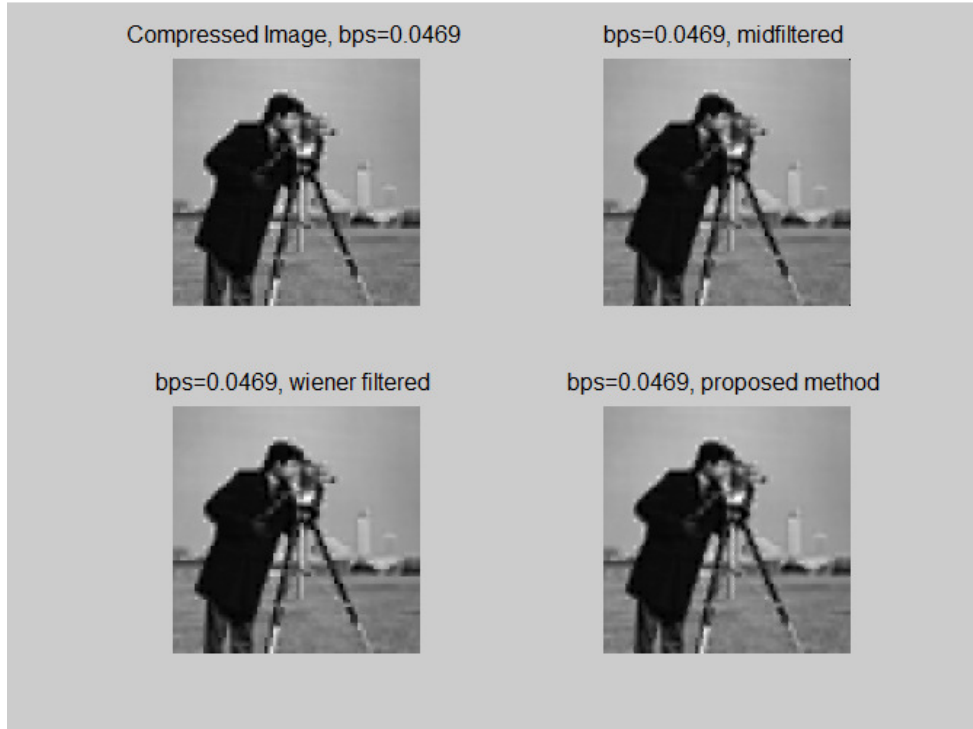 Compressed Image, bps=0.0469
bps=0.0469, midfiltered
bps=0.0469, wiener filtered
bps=0.0469, proposed method